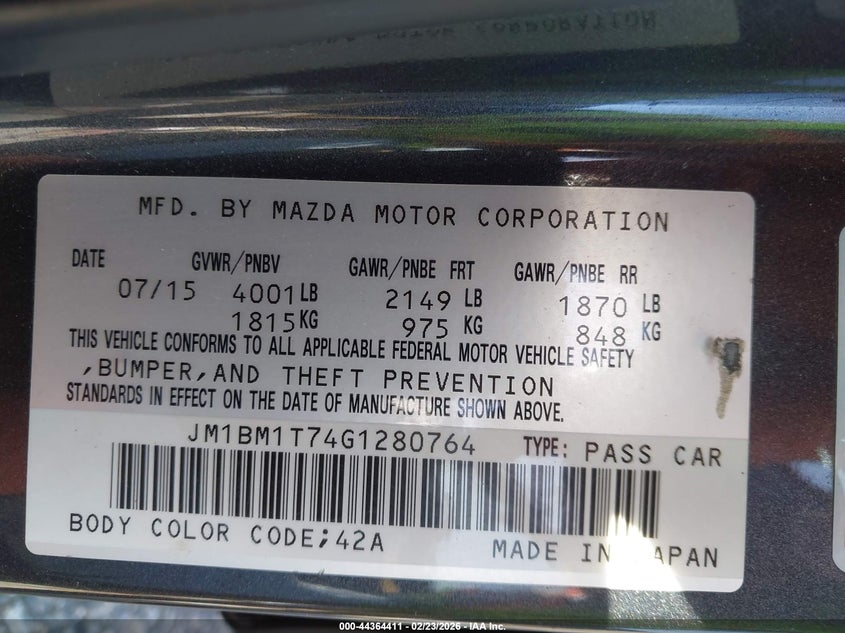 MFD. BY MAZDA MOTOR CORPORATION
DATE GVWR/PNBV GAWR/PNBE FRT GAWR/PNBE RR
07/15 4001 LB 2149 LB 1870 LB
1815 KG 975 KG 848 KG
THIS VEHICLE CONFORMS TO ALL APPLICABLE FEDERAL MOTOR VEHICLE SAFETY
,BUMPER,AND THEFT PREVENTION
STANDARDS IN EFFECT ON THE DATE OF MANUFACTURE SHOWN ABOVE.
JM1BM1T74G1280764 TYPE: PASS CAR
BODY COLOR CODE;42A
MADE IN JAPAN
000-44364411 - 02/23/2026 - IAA Inc.